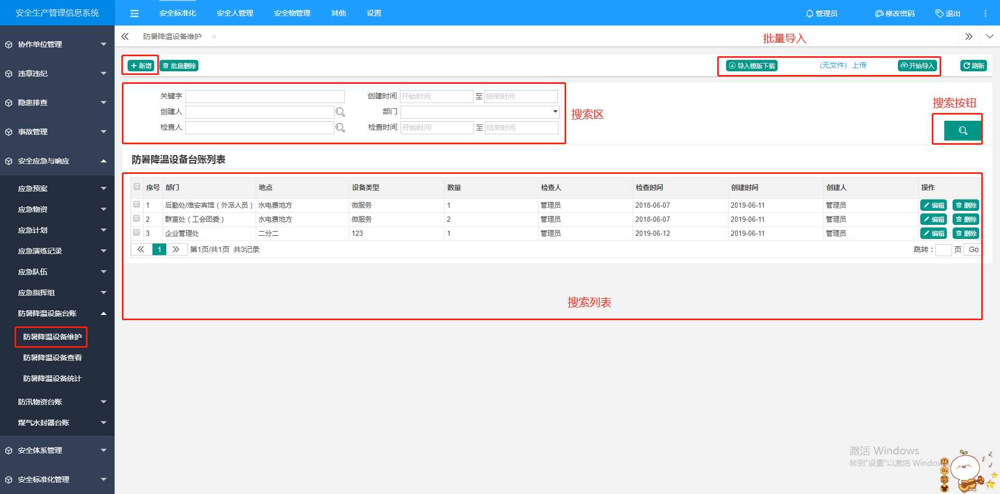 安全生产管理信息系统
安全标准化 安全人管理 安全物管理 其他 设置
管理员 修改密码 退出
协作单位管理
违章违纪
隐患排查
事故管理
安全应急与响应
应急预案
应急物资
应急计划
应急演练记录
应急队伍
应急指挥组
防暑降温设施台账
防暑降温设备维护
防暑降温设备查看
防暑降温设备统计
防汛物资台账
煤气水封器台账
安全体系管理
安全标准化管理
防暑降温设备维护 ×
批量导入
新增 批量删除
导入模版下载 (无文件) 上传 开始导入 刷新
关键字 创建时间 开始时间 至 结束时间
创建人 部门
检查人 检查时间 开始时间 至 结束时间
搜索区
搜索按钮
防暑降温设备台账列表
序号 部门 地点 设备类型 数量 检查人 检查时间 创建时间 创建人 操作
1 后勤处/淮安宾馆（外派人员） 水电费地方 微服务 1 管理员 2018-06-07 2019-06-11 管理员 编辑 删除
2 群宣处（工会团委） 水电费地方 微服务 2 管理员 2018-06-07 2019-06-11 管理员 编辑 删除
3 企业管理处 二分二 123 1 管理员 2019-06-12 2019-06-11 管理员 编辑 删除
1 第1页/共1页 共3记录 跳转： 页 Go
搜索列表
激活 Windows
转到“设置”以激活 Windows。
中
简